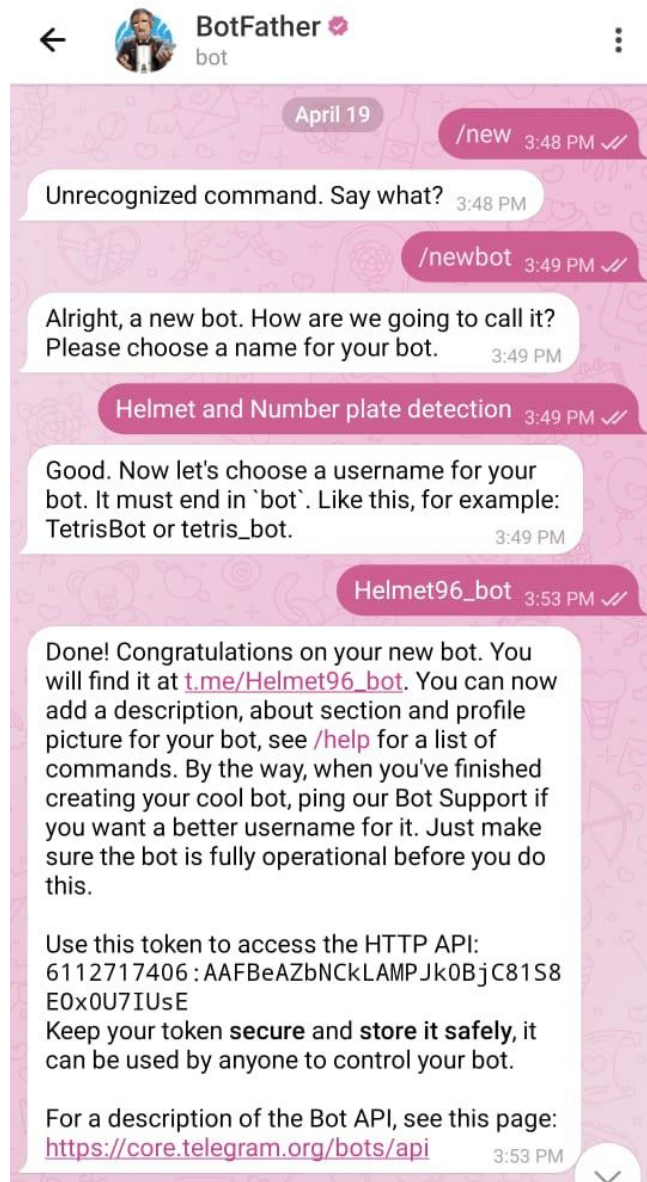 BotFather
bot
April 19
/new 3:48 PM
Unrecognized command. Say what? 3:48 PM
/newbot 3:49 PM
Alright, a new bot. How are we going to call it?
Please choose a name for your bot. 3:49 PM
Helmet and Number plate detection 3:49 PM
Good. Now let's choose a username for your
bot. It must end in `bot`. Like this, for example:
TetrisBot or tetris_bot. 3:49 PM
Helmet96_bot 3:53 PM
Done! Congratulations on your new bot. You
will find it at t.me/Helmet96_bot. You can now
add a description, about section and profile
picture for your bot, see /help for a list of
commands. By the way, when you've finished
creating your cool bot, ping our Bot Support if
you want a better username for it. Just make
sure the bot is fully operational before you do
this.
Use this token to access the HTTP API:
6112717406:AAFBeAZbNCkLAMPJk0BjC81S8
EOx0U7IUsE
Keep your token secure and store it safely, it
can be used by anyone to control your bot.
For a description of the Bot API, see this page:
https://core.telegram.org/bots/api 3:53 PM